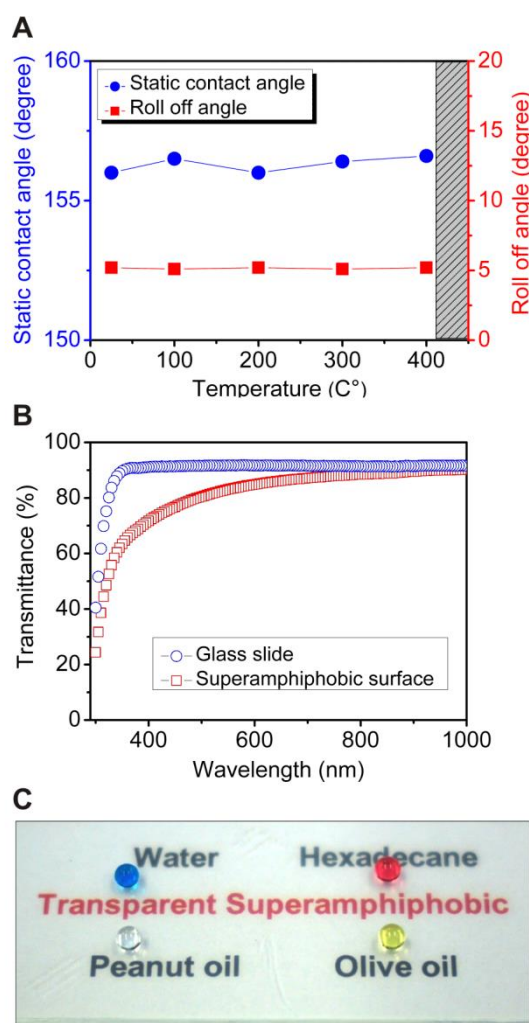 A
Static contact angle (degree)
160
155
150
Static contact angle
Roll off angle
20
15
10
5
0
Roll off angle (degree)
0 100 200 300 400
Temperature (C°)
B
Transmittance (%)
100
80
60
40
20
0
Glass slide
Superamphiphobic surface
400 600 800 1000
Wavelength (nm)
C
Water Hexadecane
Transparent Superamphiphobic
Peanut oil Olive oil